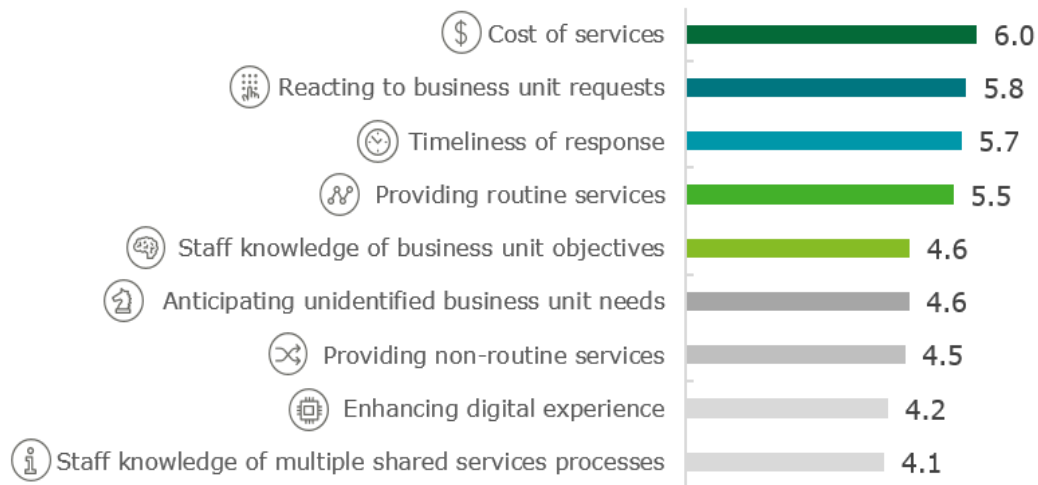 Cost of services 6.0
Reacting to business unit requests 5.8
Timeliness of response 5.7
Providing routine services 5.5
Staff knowledge of business unit objectives 4.6
Anticipating unidentified business unit needs 4.6
Providing non-routine services 4.5
Enhancing digital experience 4.2
Staff knowledge of multiple shared services processes 4.1